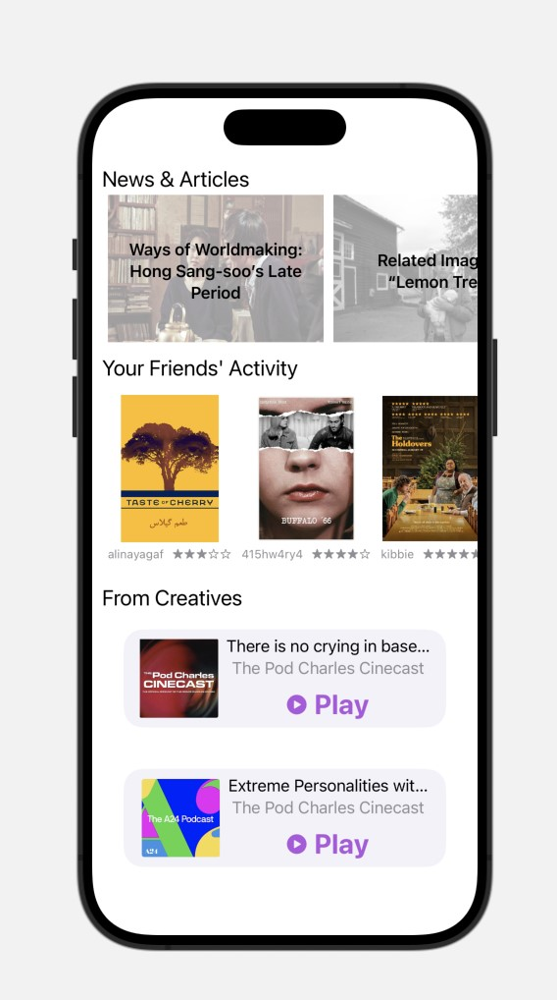 News & Articles
Ways of Worldmaking:
Hong Sang-soo’s Late
Period
Related Imag
“Lemon Tre
Your Friends' Activity
TASTE OF CHERRY
طعم گیلاس
BUFFALO 66
The
Holdovers
alinayagaf ★★★☆☆
415hw4ry4 ★★★★☆
kibbie ★★★★★
From Creatives
THE Pod Charles
CINECAST
There is no crying in base...
The Pod Charles Cinecast
Play
The A24 Podcast
A24
Extreme Personalities wit...
The Pod Charles Cinecast
Play